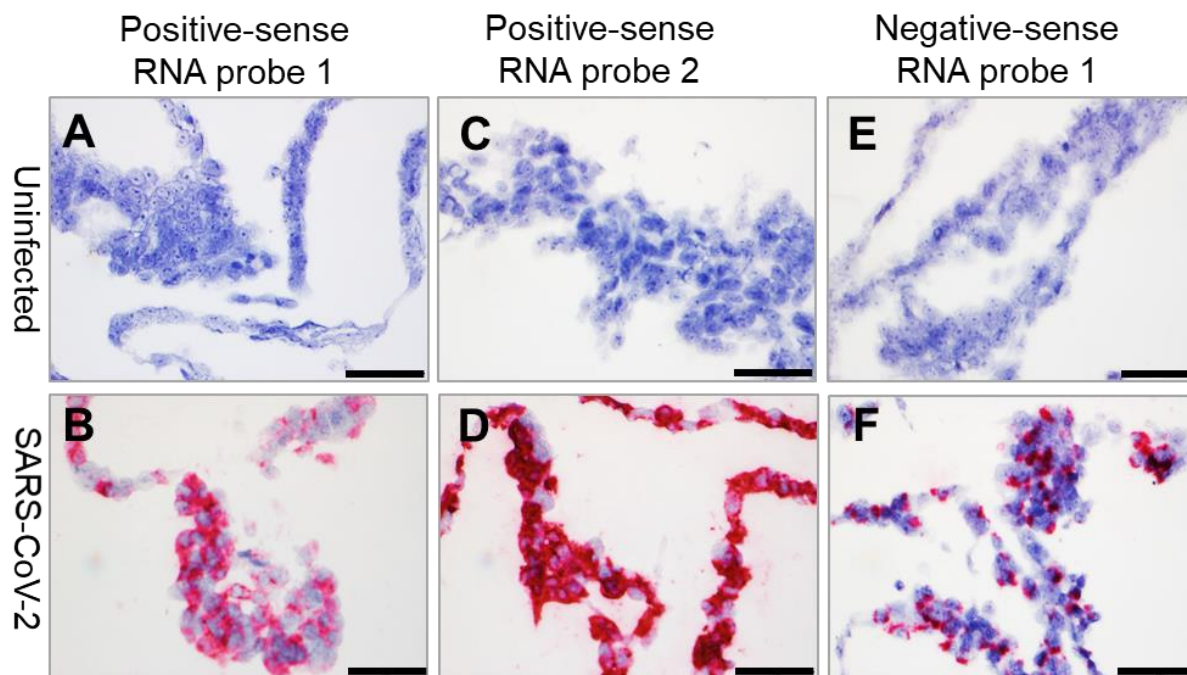 Positive-sense
RNA probe 1
Positive-sense
RNA probe 2
Negative-sense
RNA probe 1
Uninfected
A
C
E
SARS-CoV-2
B
D
F